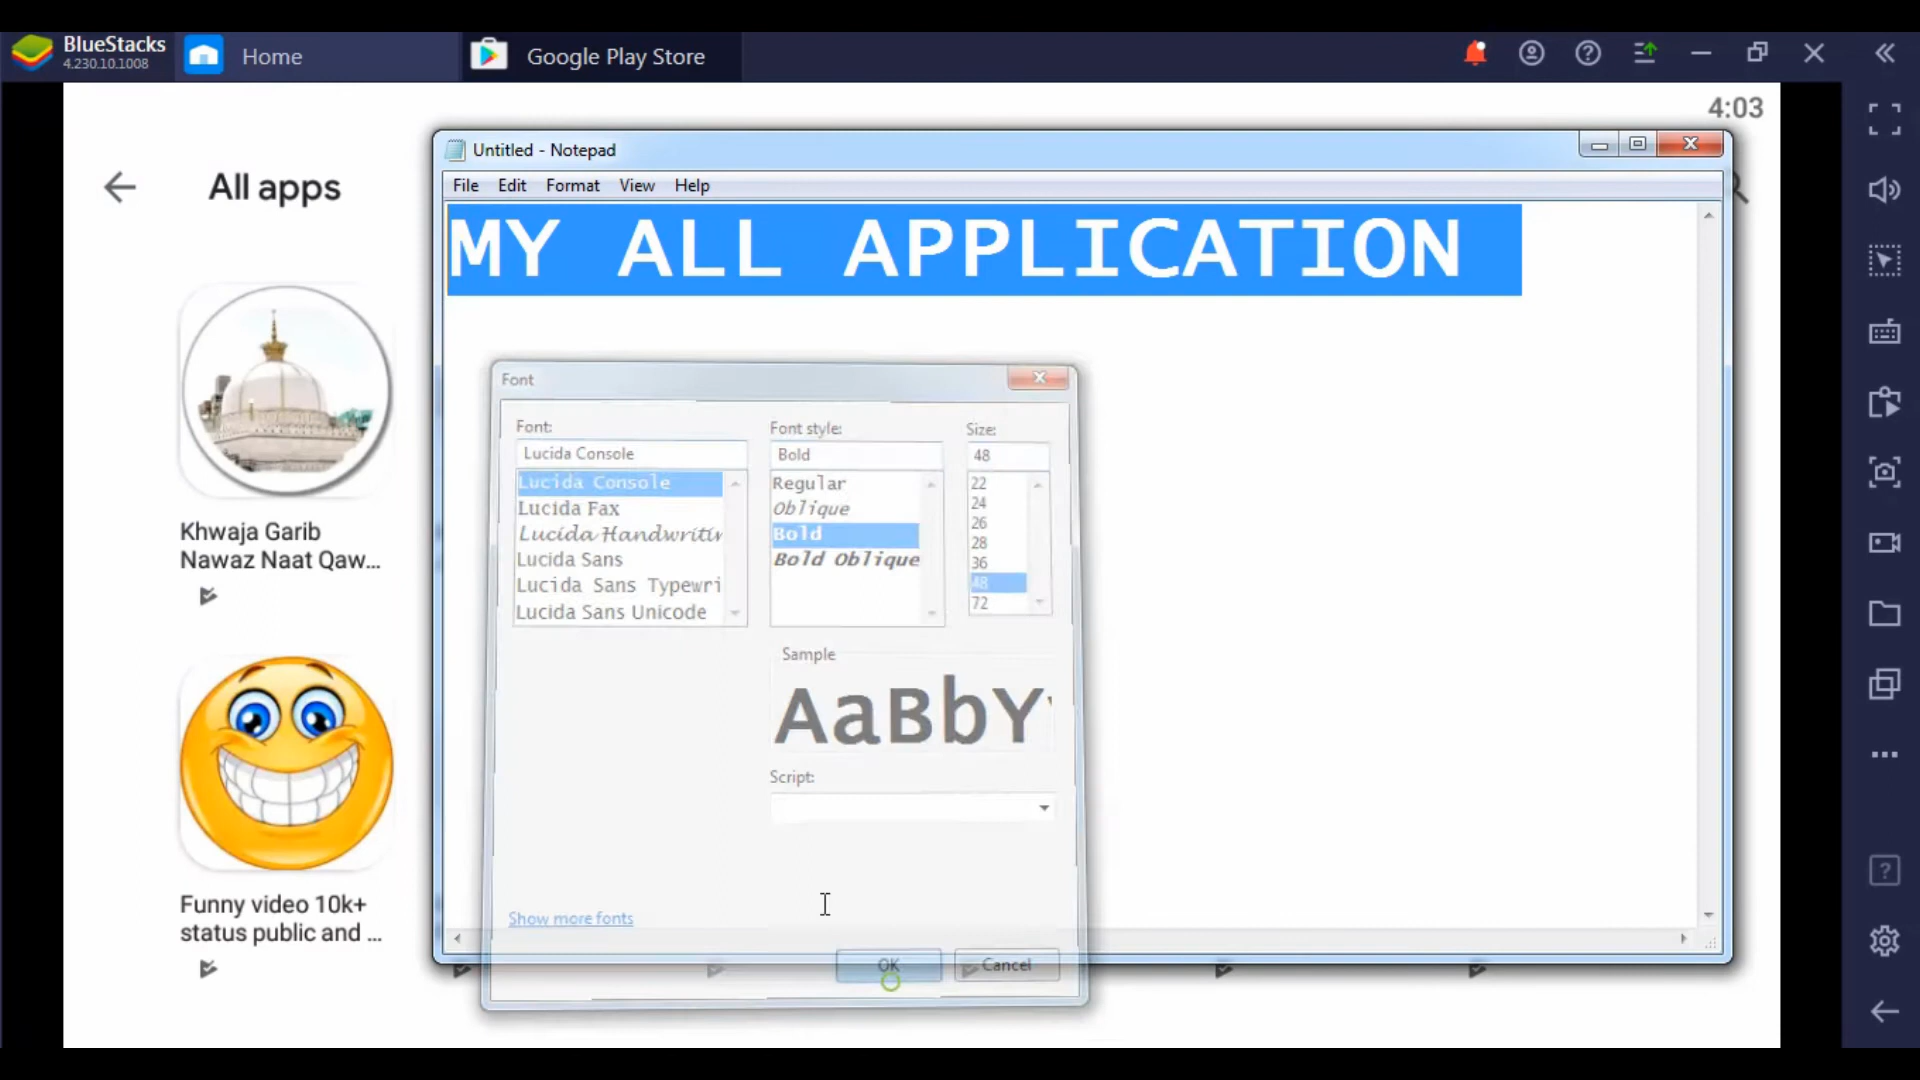 BlueStacks
4.230.10.1008
Home
Google Play Store
4:03
All apps
Untitled - Notepad
File Edit Format View Help
MY ALL APPLICATION
Khwaja Garib
Nawaz Naat Qaw...
Funny video 10k+
status public and ...
Font
Font:
Lucida Console
Lucida Console
Lucida Fax
Lucida Handwritin
Lucida Sans
Lucida Sans Typewri
Lucida Sans Unicode
Font style:
Bold
Regular
Oblique
Bold
Bold Oblique
Size:
48
22
24
26
28
36
48
72
Sample
AaBbYy
Script:
Show more fonts
OK
Cancel